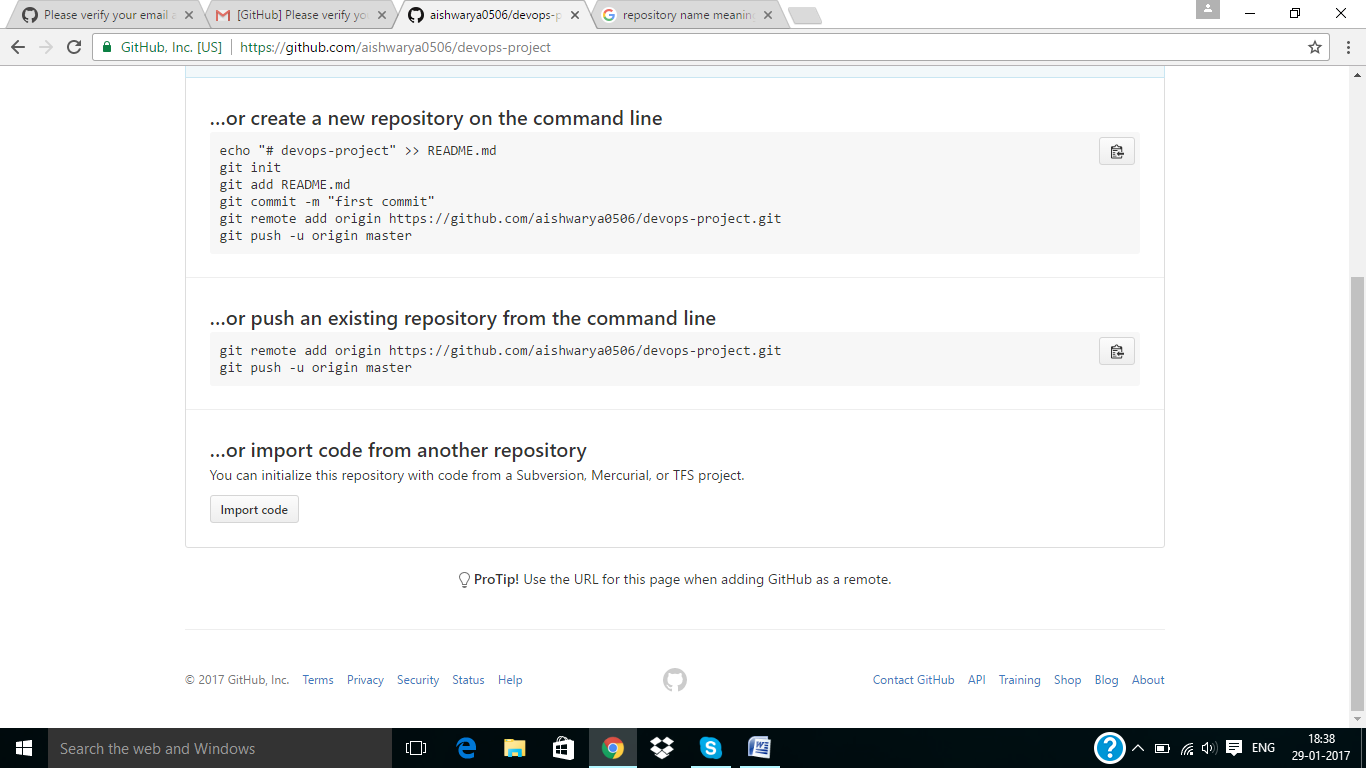 Please verify your email a
[GitHub] Please verify yo
aishwarya0506/devops-p
repository name meanin
GitHub, Inc. [US]
https://github.com/aishwarya0506/devops-project
...or create a new repository on the command line
echo "# devops-project" >> README.md
git init
git add README.md
git commit -m "first commit"
git remote add origin https://github.com/aishwarya0506/devops-project.git
git push -u origin master
...or push an existing repository from the command line
git remote add origin https://github.com/aishwarya0506/devops-project.git
git push -u origin master
...or import code from another repository
You can initialize this repository with code from a Subversion, Mercurial, or TFS project.
Import code
ProTip! Use the URL for this page when adding GitHub as a remote.
© 2017 GitHub, Inc. Terms Privacy Security Status Help
Contact GitHub API Training Shop Blog About
Search the web and Windows
ENG
18:38
29-01-2017